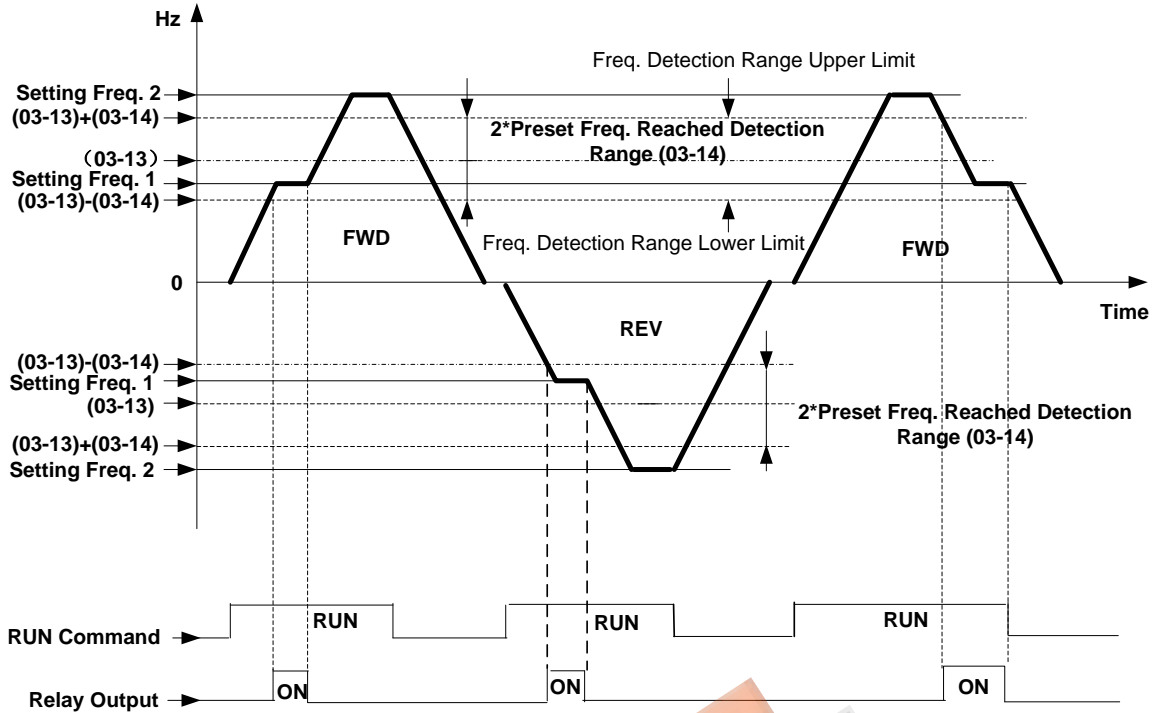 Hz
Freq. Detection Range Upper Limit
Setting Freq. 2
(03-13)+(03-14)
2*Preset Freq. Reached Detection
Range (03-14)
（03-13）
Setting Freq. 1
(03-13)-(03-14)
FWD
Freq. Detection Range Lower Limit
FWD
0
Time
REV
(03-13)-(03-14)
Setting Freq. 1
(03-13)
2*Preset Freq. Reached Detection
Range (03-14)
(03-13)+(03-14)
Setting Freq. 2
RUN Command
RUN
RUN
RUN
Relay Output
ON
ON
ON